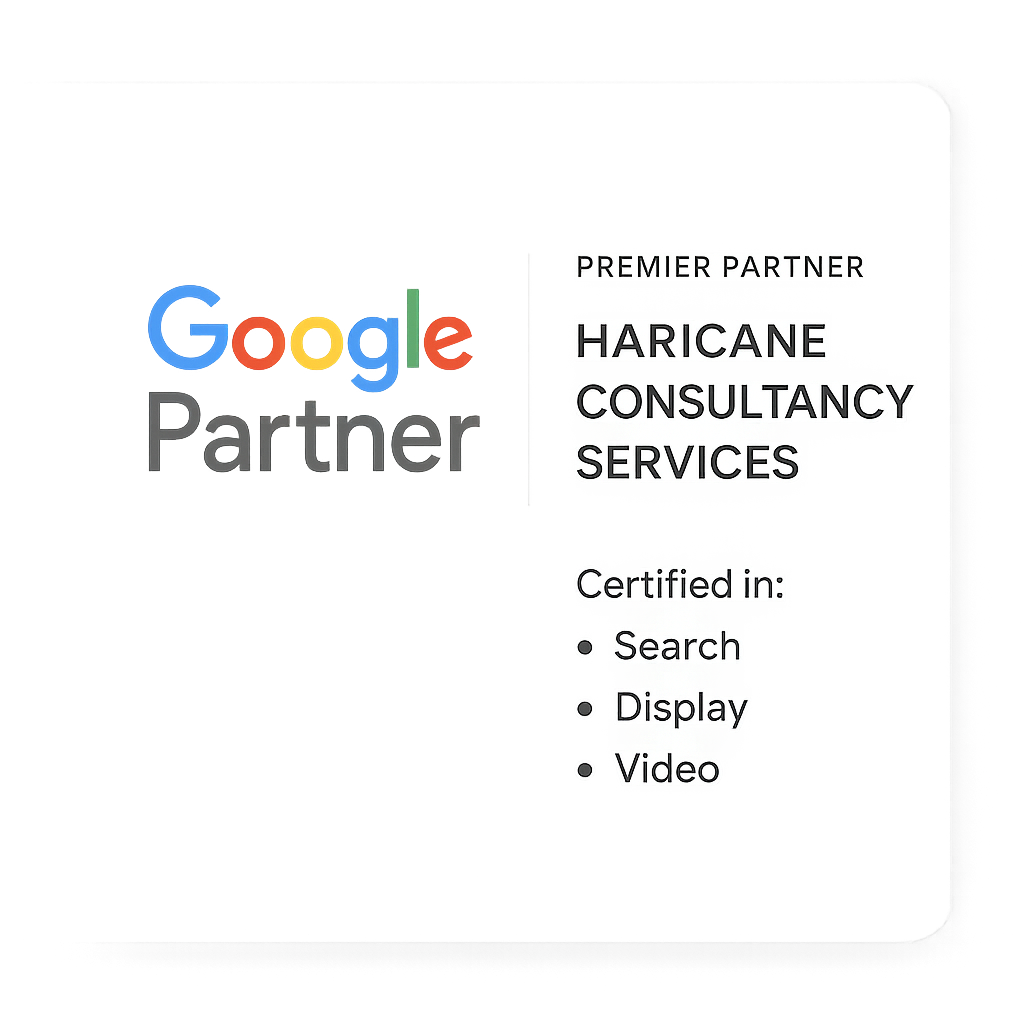 Google
Partner
PREMIER PARTNER
HARICANE
CONSULTANCY
SERVICES
Certified in:
• Search
• Display
• Video